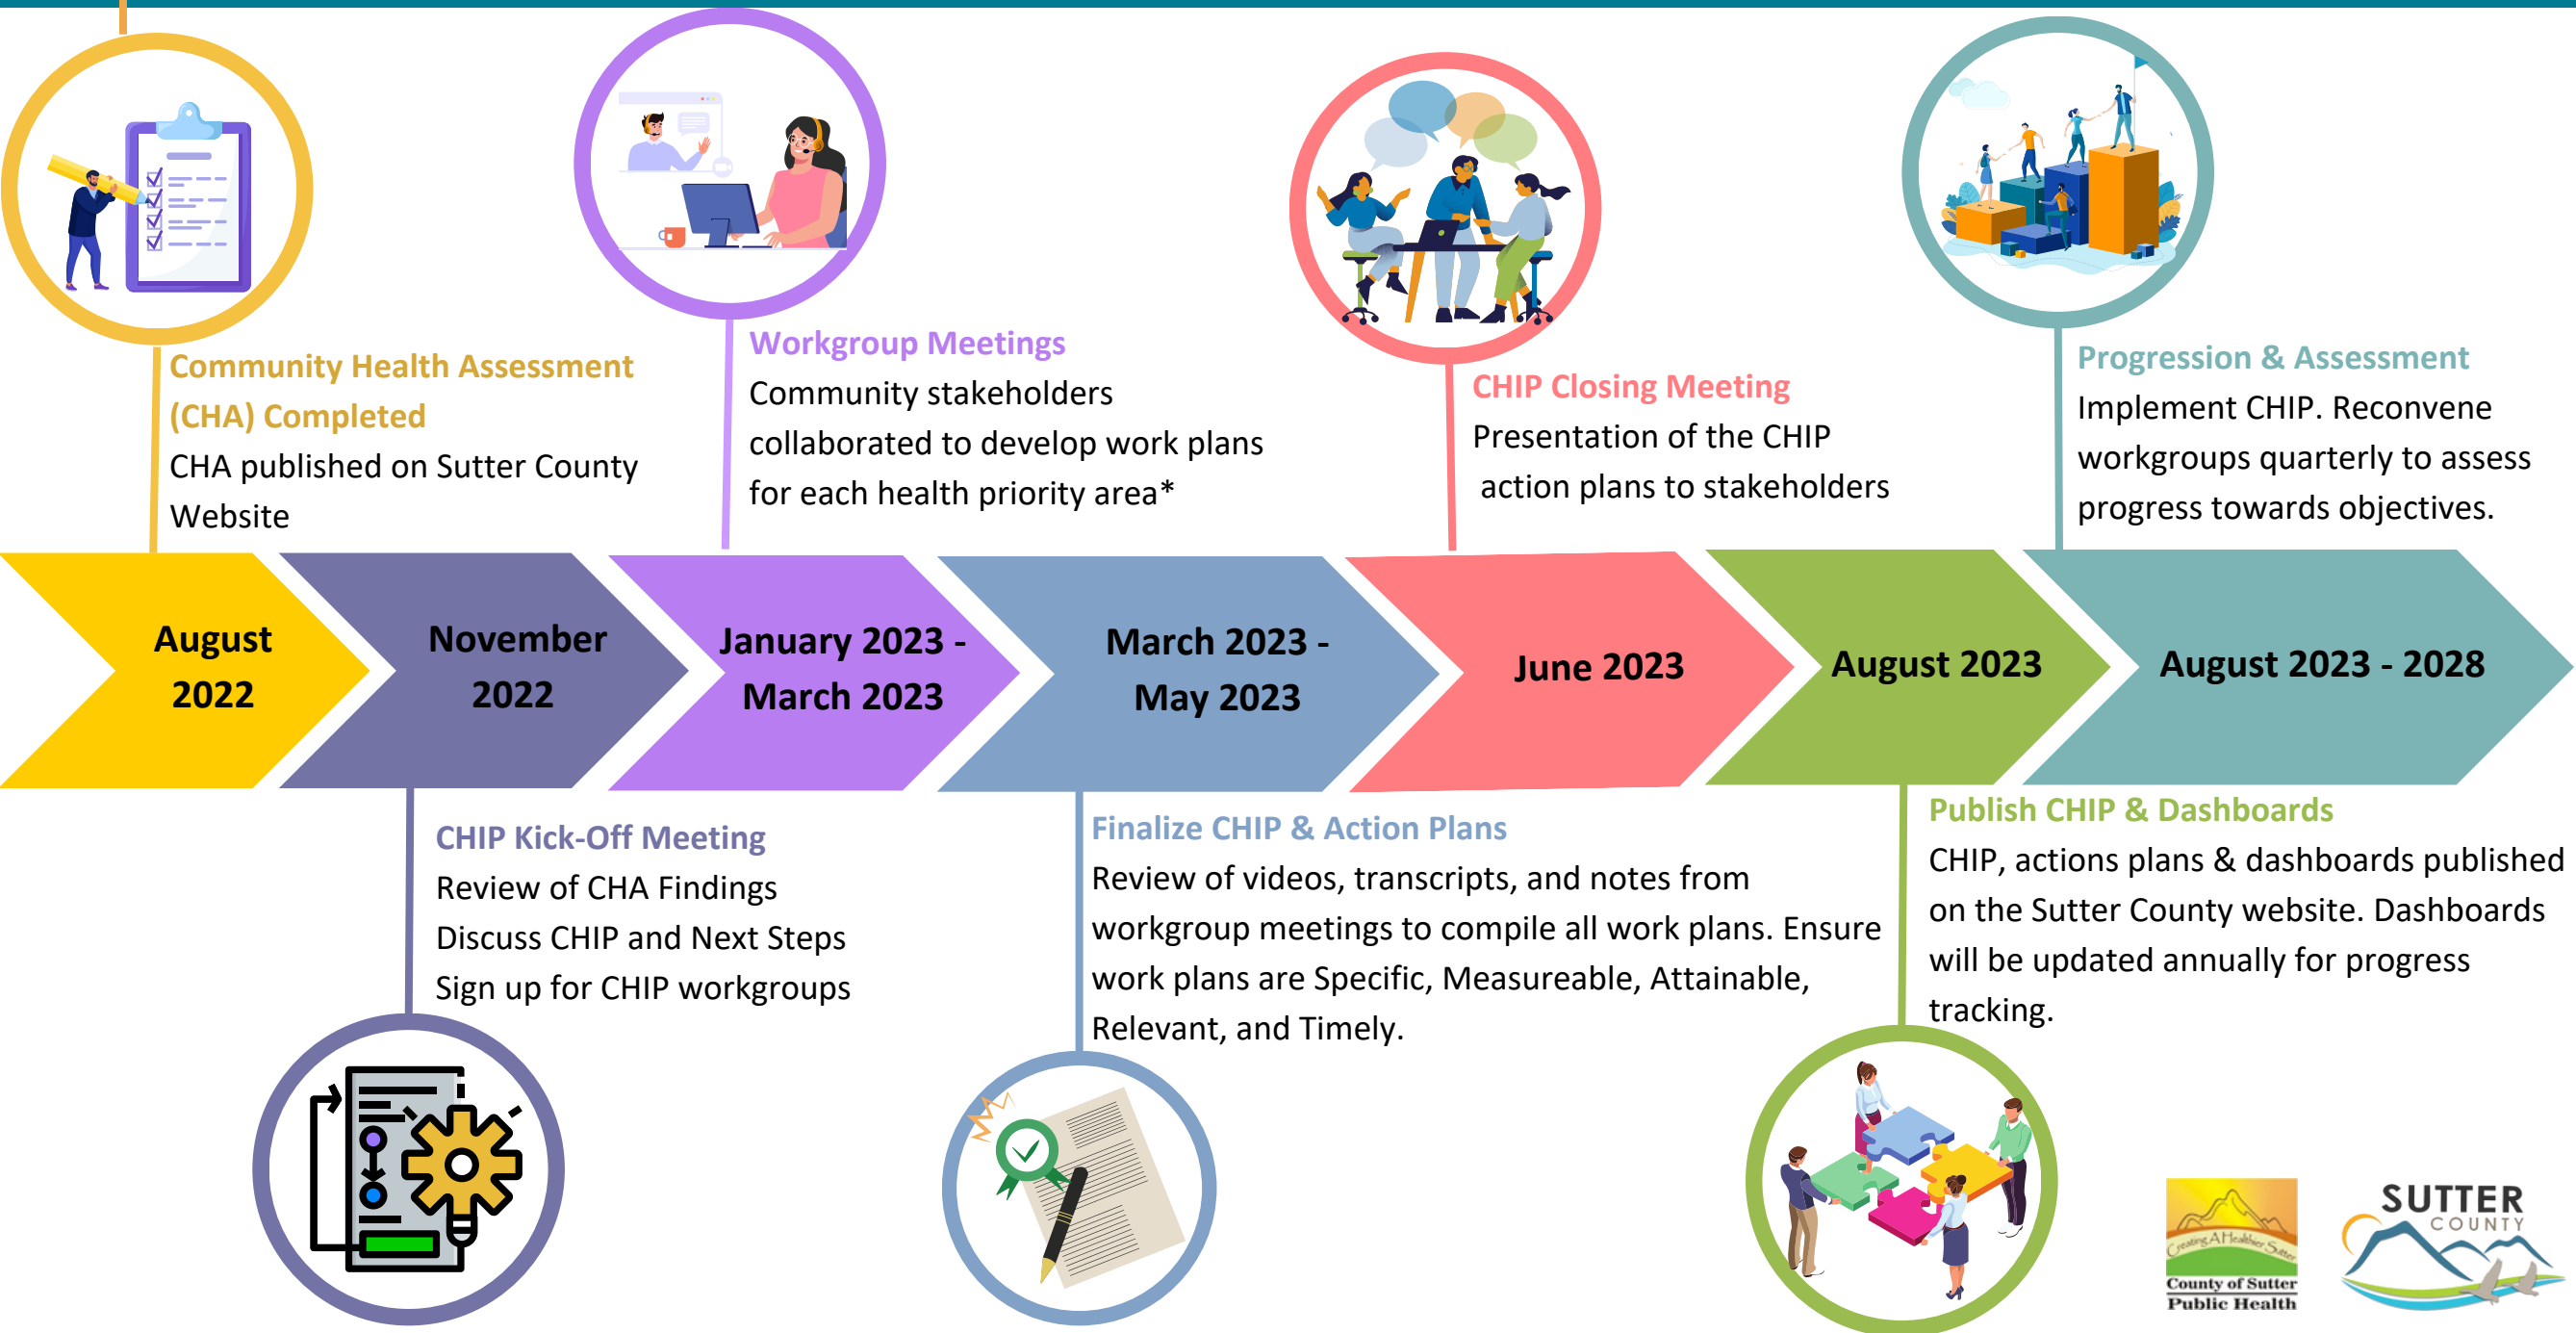 Community Health Assessment
(CHA) Completed
CHA published on Sutter County
Website
Workgroup Meetings
Community stakeholders
collaborated to develop work plans
for each health priority area*
CHIP Closing Meeting
Presentation of the CHIP
action plans to stakeholders
Progression & Assessment
Implement CHIP. Reconvene
workgroups quarterly to assess
progress towards objectives.
August
2022
November
2022
January 2023 -
March 2023
March 2023 -
May 2023
June 2023
August 2023
August 2023 - 2028
CHIP Kick-Off Meeting
Review of CHA Findings
Discuss CHIP and Next Steps
Sign up for CHIP workgroups
Finalize CHIP & Action Plans
Review of videos, transcripts, and notes from
workgroup meetings to compile all work plans. Ensure
work plans are Specific, Measureable, Attainable,
Relevant, and Timely.
Publish CHIP & Dashboards
CHIP, actions plans & dashboards published
on the Sutter County website. Dashboards
will be updated annually for progress
tracking.
Creating A Healthier Sutter
County of Sutter
Public Health
SUTTER
COUNTY